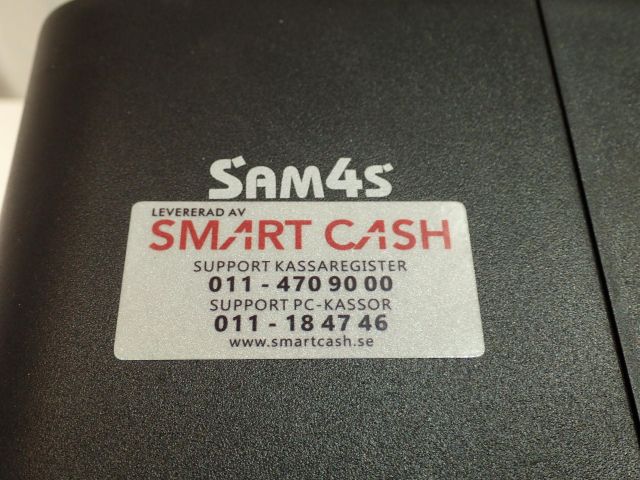 SAM4S
LEVERERAD AV
SMART CASH
SUPPORT KASSAREGISTER
011 - 470 90 00
SUPPORT PC-KASSOR
011 - 18 47 46
www.smartcash.se